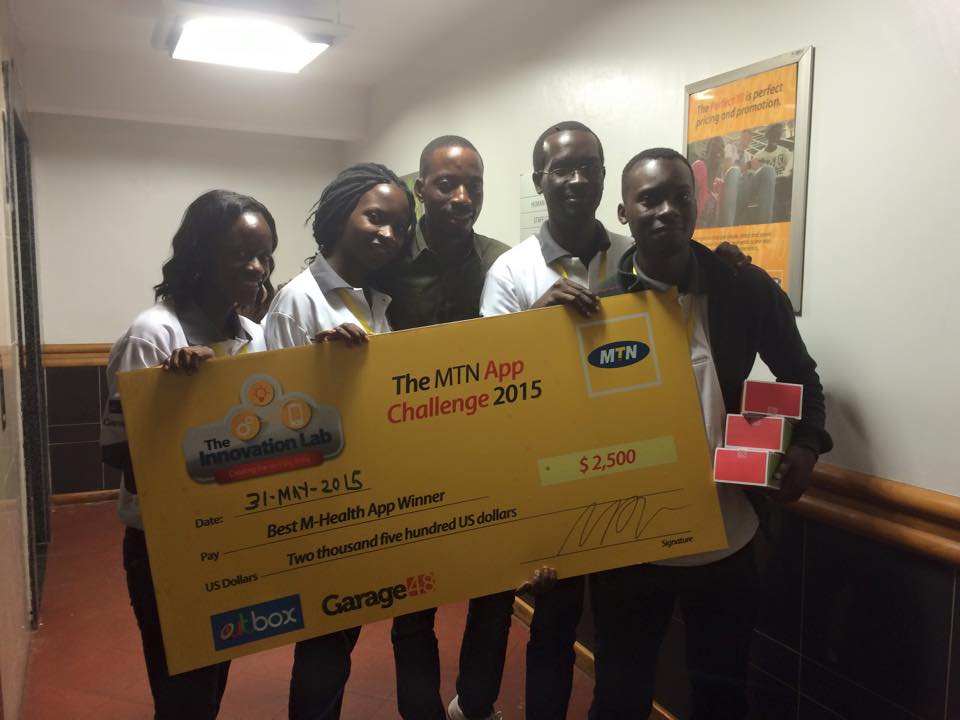 The Perfect 10 is perfect
pricing and promotion.
HUMAN
STAFF
The MTN App
Challenge 2015
MTN
The
Innovation Lab
$ 2,500
Date: 31-MAY-2015
Pay Best M-Health App Winner
US Dollars Two thousand five hundred US dollars
Signature
outbox
Garage48